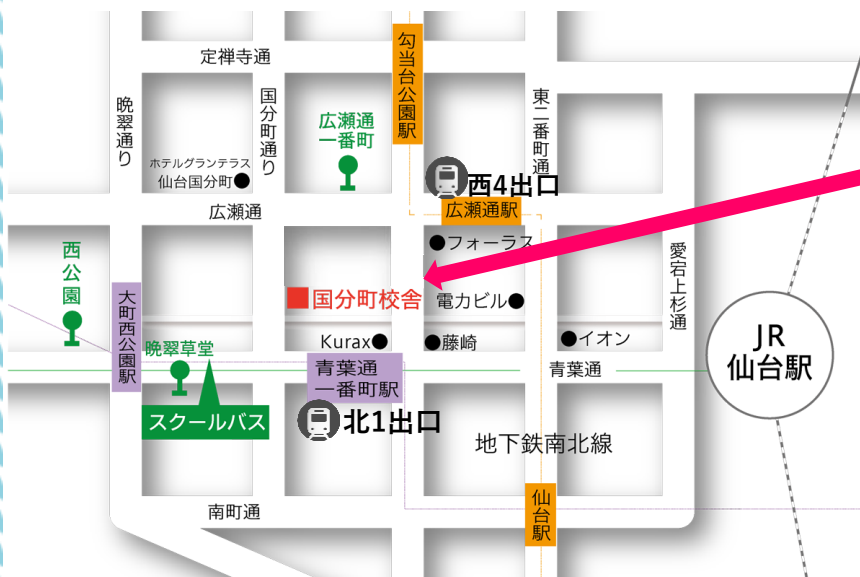 定禅寺通
勾当台公園駅
晩翠通り
国分町通り
広瀬通
一番町
東二番町通
ホテルグランテラス
仙台国分町
西4出口
広瀬通
広瀬通駅
西公園
フォーラス
愛宕上杉通
大町西公園駅
国分町校舎
電力ビル
JR
仙台駅
Kurax
藤崎
イオン
晩翠草堂
青葉通
一番町駅
青葉通
スクールバス
北1出口
地下鉄南北線
南町通
仙台駅